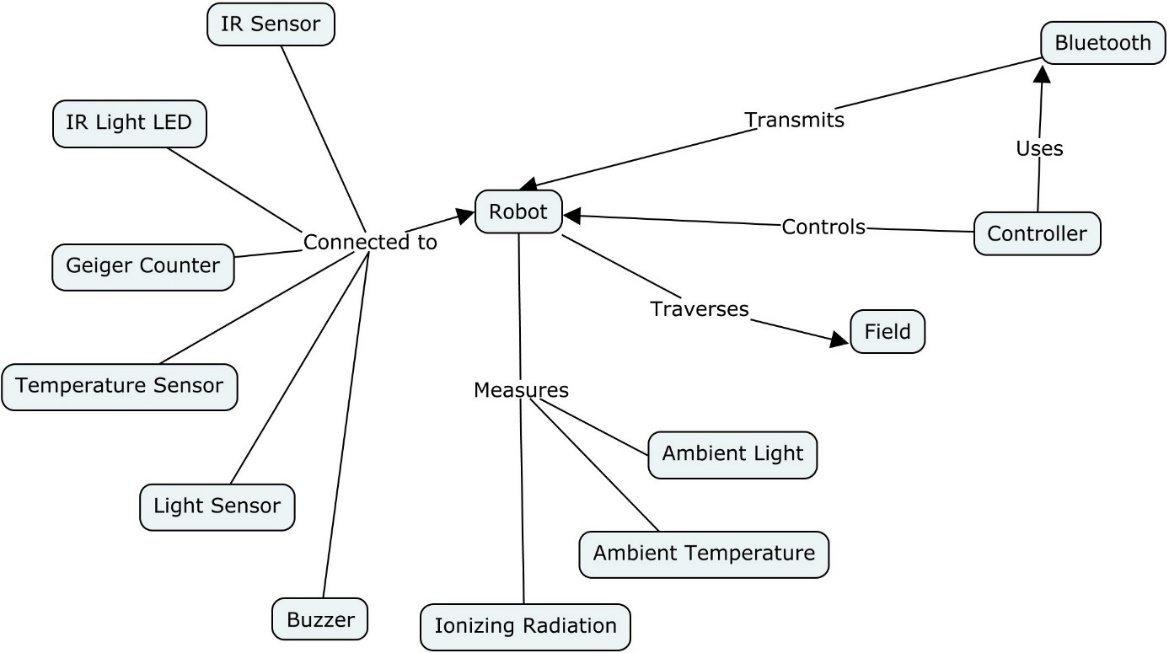 IR Sensor
Bluetooth
IR Light LED
Transmits
Uses
Robot
Controls
Controller
Connected to
Geiger Counter
Traverses
Field
Temperature Sensor
Measures
Ambient Light
Light Sensor
Ambient Temperature
Buzzer
Ionizing Radiation